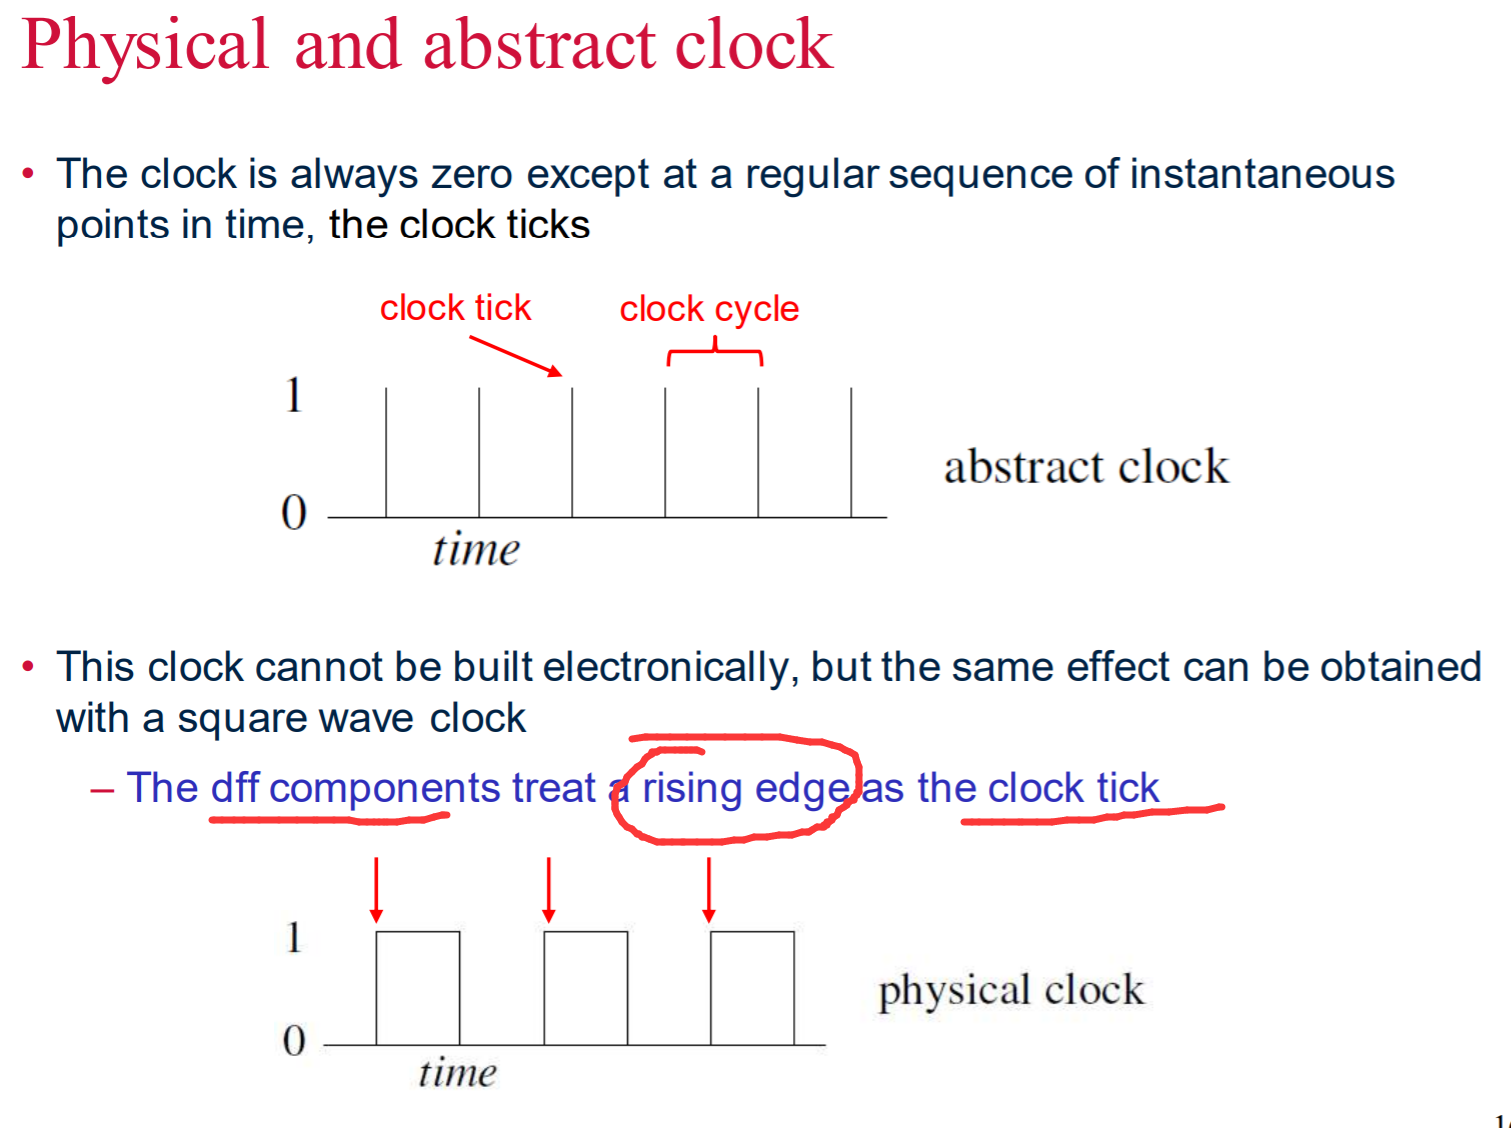 Physical and abstract clock
• The clock is always zero except at a regular sequence of instantaneous
points in time, the clock ticks
clock tick
clock cycle
1
abstract clock
0
time
• This clock cannot be built electronically, but the same effect can be obtained
with a square wave clock
– The dff components treat a rising edge as the clock tick
1
physical clock
0
time